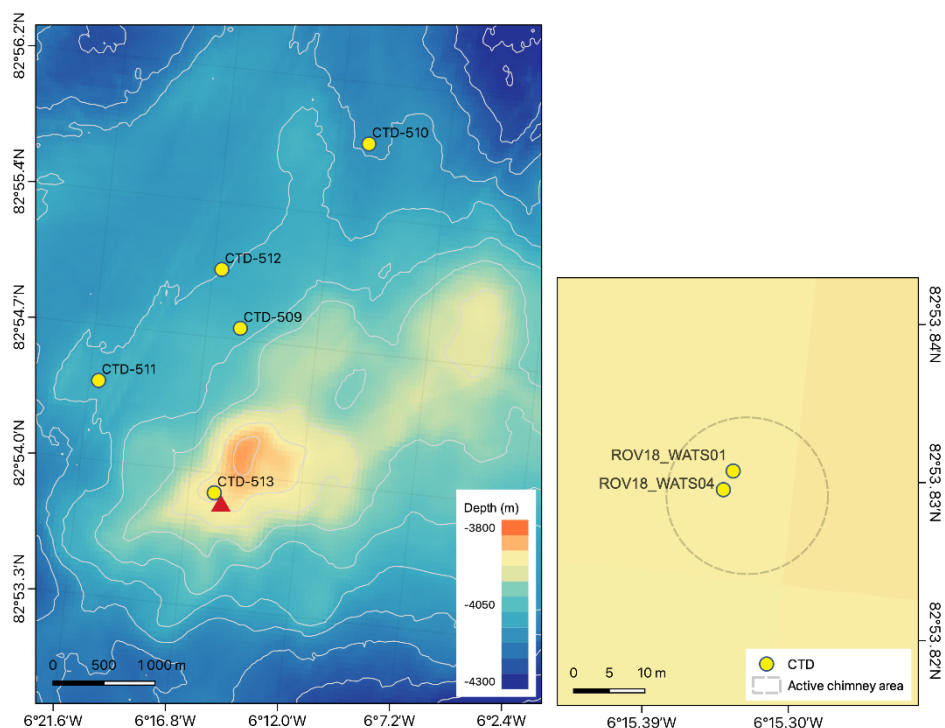 82°56.2'N
82°55.4'N
82°54.7'N
82°54.0'N
82°53.3'N
CTD-510
CTD-512
CTD-509
CTD-511
CTD-513
Depth (m)
-3800
-4050
-4300
0 500 1 000 m
6°21.6'W 6°16.8'W 6°12.0'W 6°7.2'W 6°2.4'W
82°53.84'N
82°53.83'N
82°53.82'N
ROV18_WATS01
ROV18_WATS04
0 5 10 m
CTD
Active chimney area
6°15.39'W 6°15.30'W